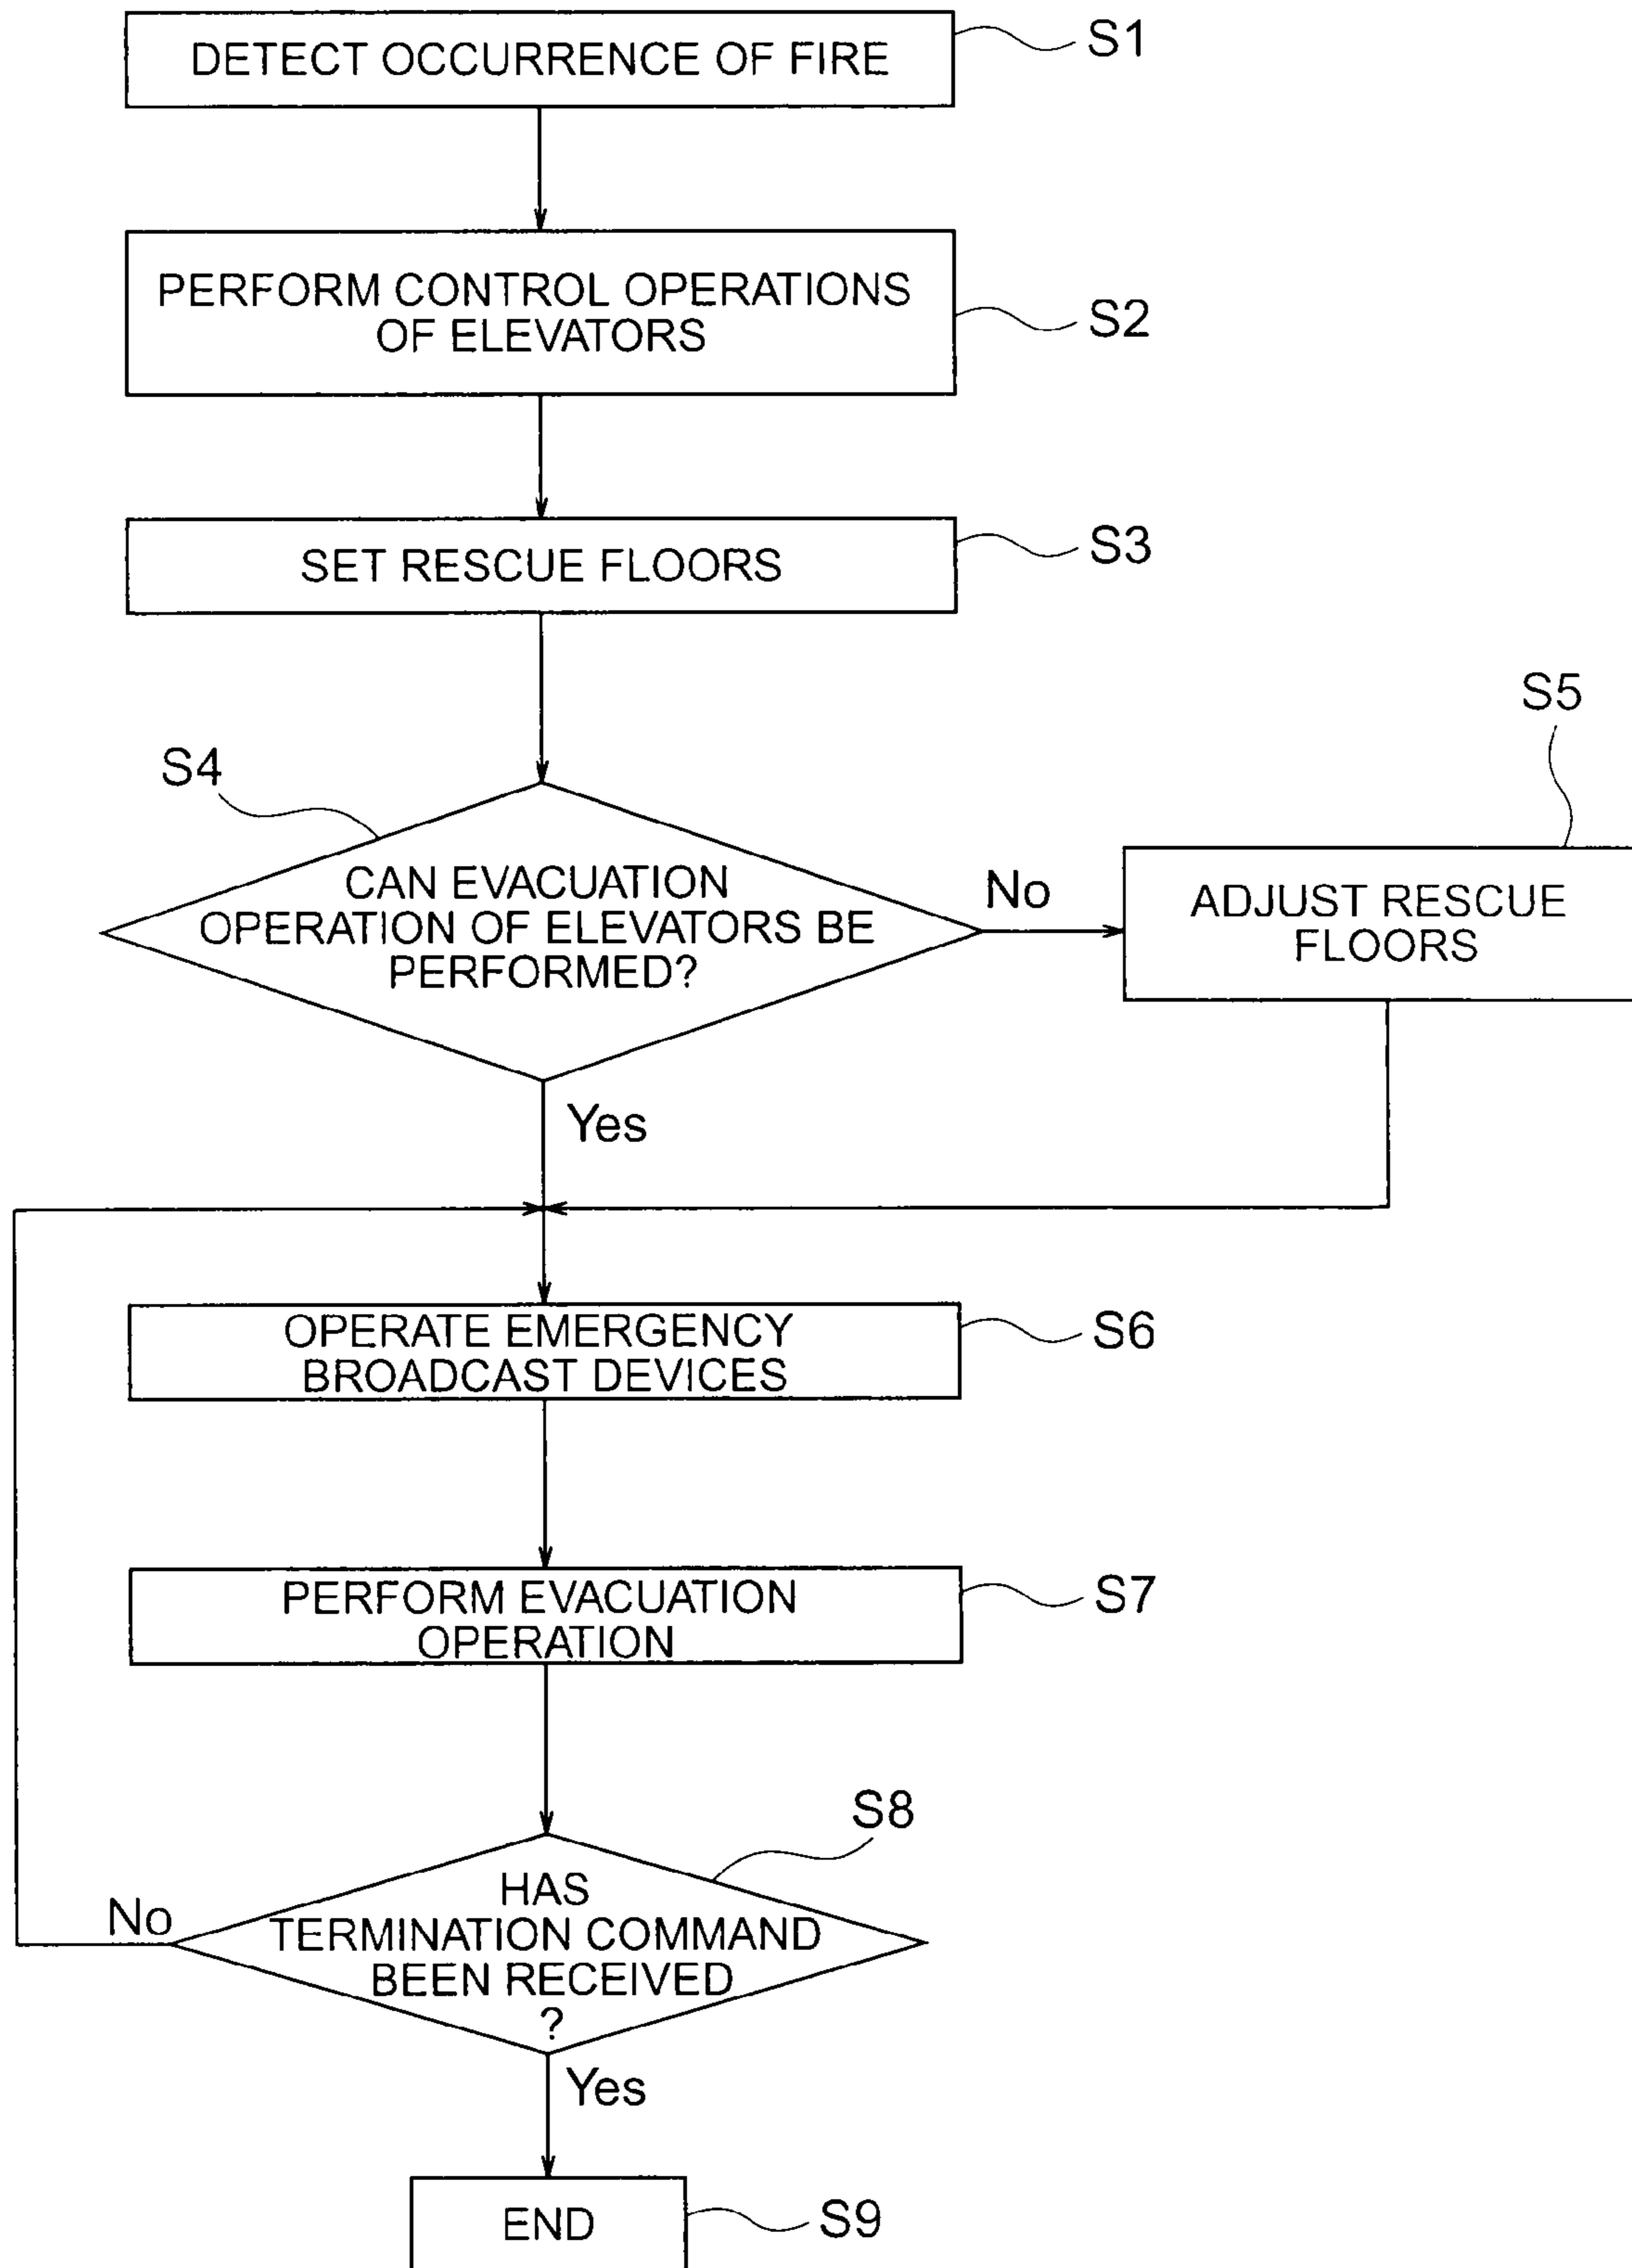 DETECT OCCURRENCE OF FIRE
S1
PERFORM CONTROL OPERATIONS
OF ELEVATORS
S2
SET RESCUE FLOORS
S3
S4
CAN EVACUATION
OPERATION OF ELEVATORS BE
PERFORMED?
No
S5
ADJUST RESCUE
FLOORS
Yes
OPERATE EMERGENCY
BROADCAST DEVICES
S6
PERFORM EVACUATION
OPERATION
S7
S8
HAS
TERMINATION COMMAND
BEEN RECEIVED
?
No
Yes
END
S9